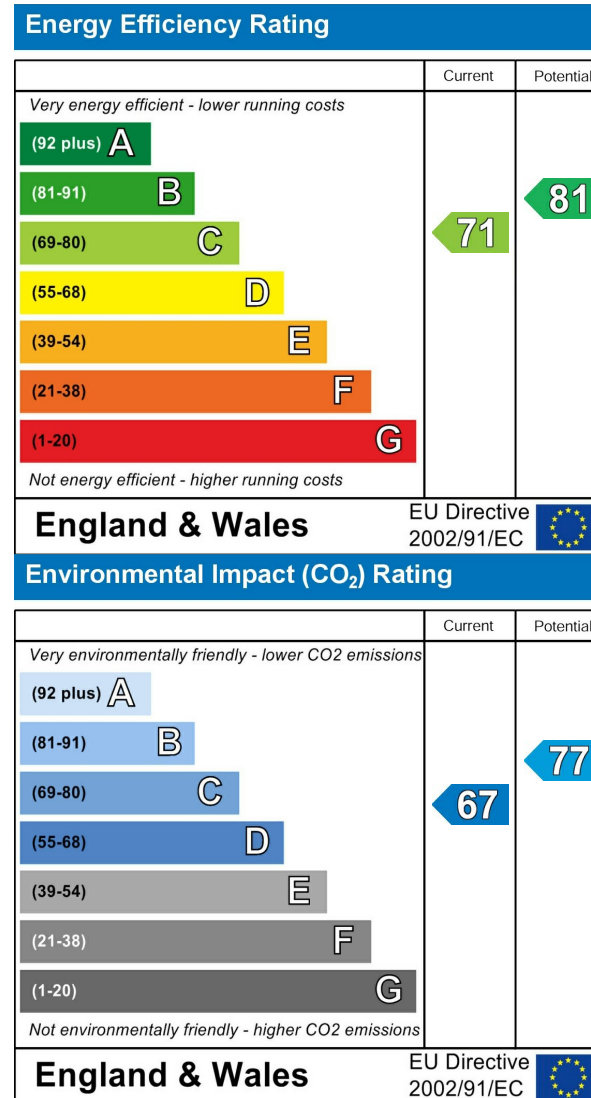 Energy Efficiency Rating
Current Potential
Very energy efficient - lower running costs
(92 plus) A
(81-91) B
(69-80) C
(55-68) D
(39-54) E
(21-38) F
(1-20) G
71
81
Not energy efficient - higher running costs
England & Wales
EU Directive
2002/91/EC
Environmental Impact (CO₂) Rating
Current Potential
Very environmentally friendly - lower CO2 emissions
(92 plus) A
(81-91) B
(69-80) C
(55-68) D
(39-54) E
(21-38) F
(1-20) G
67
77
Not environmentally friendly - higher CO2 emissions
England & Wales
EU Directive
2002/91/EC